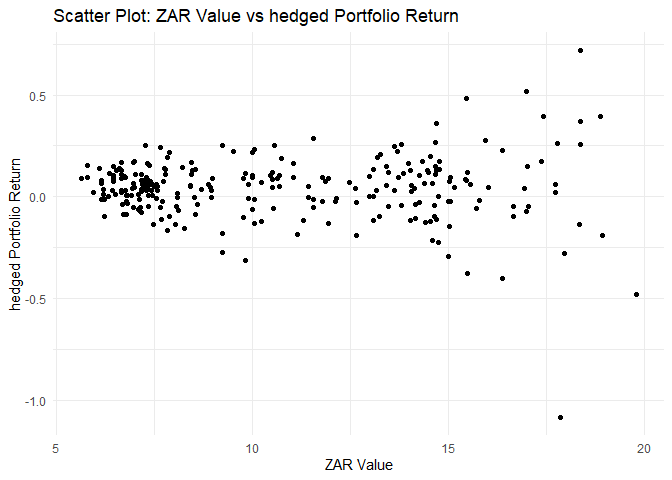 Scatter Plot: ZAR Value vs hedged Portfolio Return
hedged Portfolio Return
0.5
0.0
-0.5
-1.0
5
10
15
20
ZAR Value